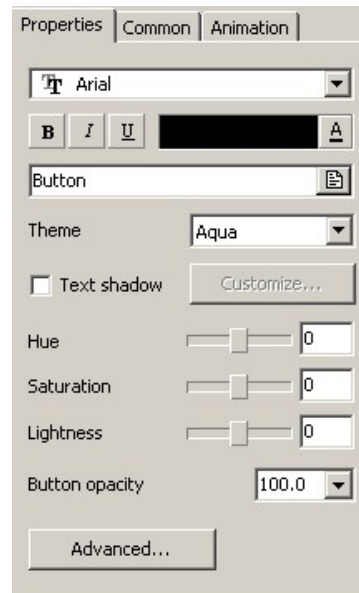 Properties Common Animation
Arial
B I U A
Button
Theme Aqua
Text shadow Customize...
Hue 0
Saturation 0
Lightness 0
Button opacity 100.0
Advanced...